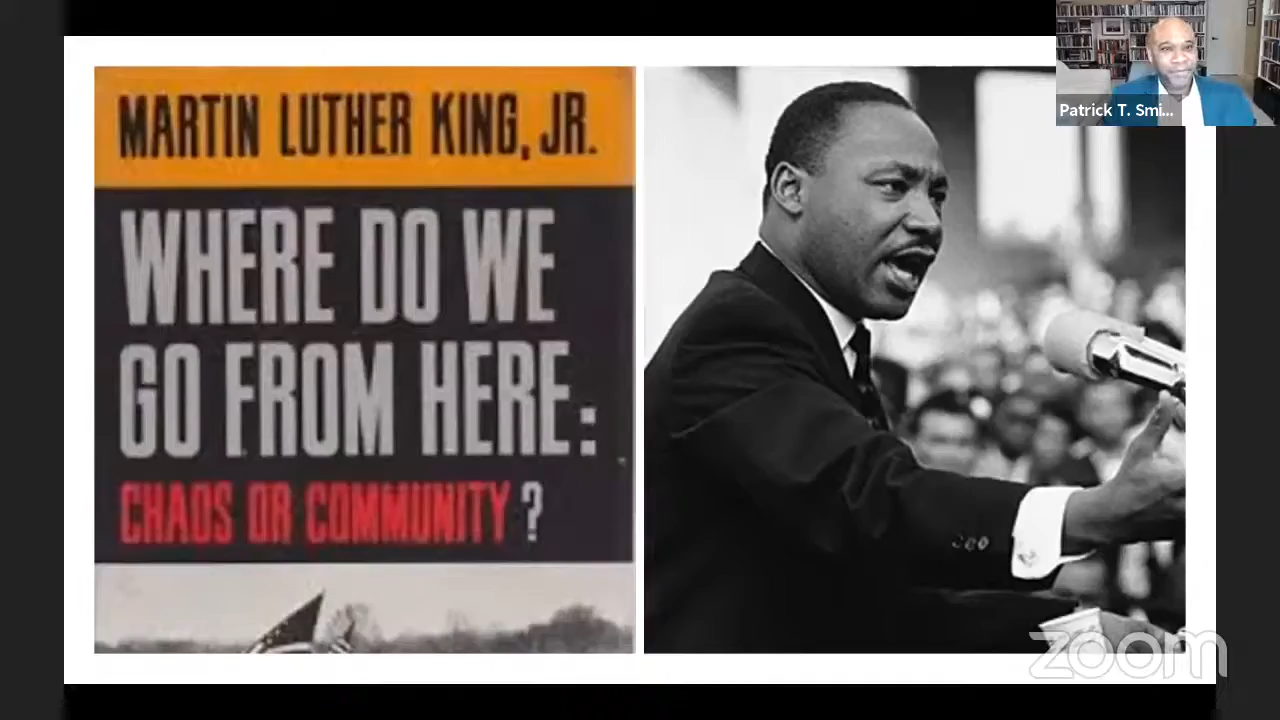 MARTIN LUTHER KING, JR.
WHERE DO WE
GO FROM HERE:
CHAOS OR COMMUNITY?
Patrick T. Smi...
zoom